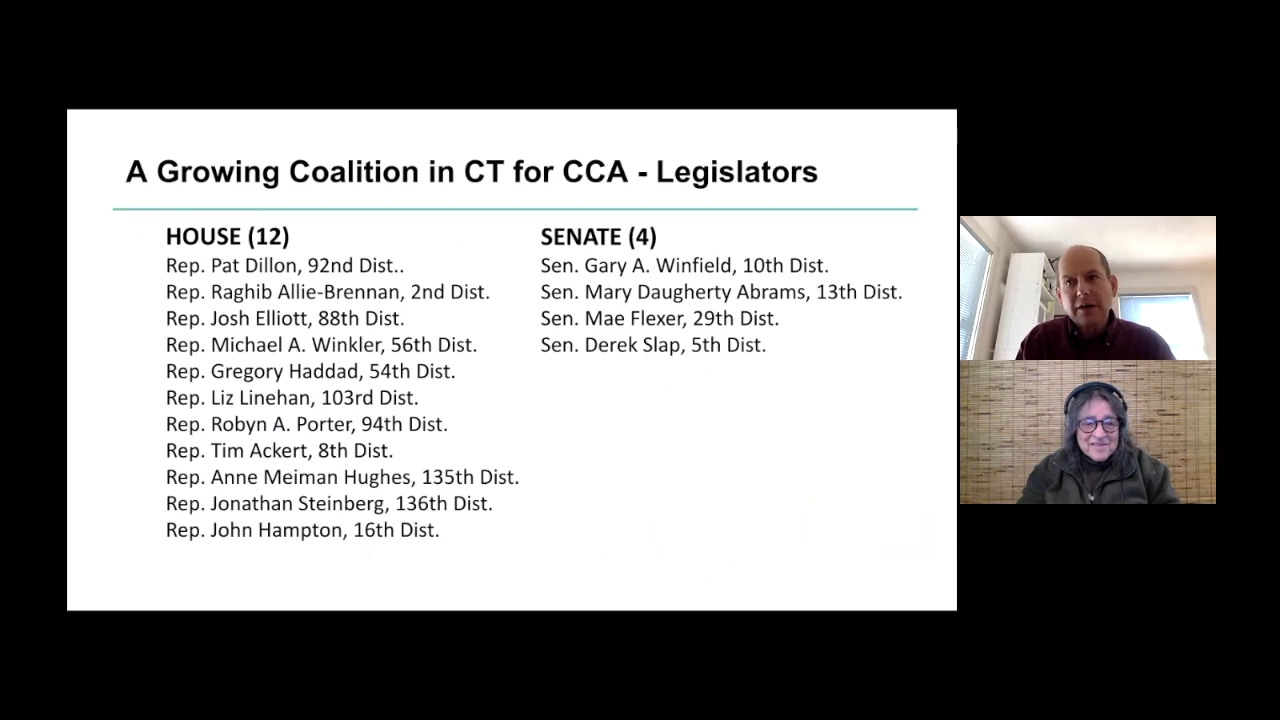 A Growing Coalition in CT for CCA - Legislators
HOUSE (12)
Rep. Pat Dillon, 92nd Dist..
Rep. Raghib Allie-Brennan, 2nd Dist.
Rep. Josh Elliott, 88th Dist.
Rep. Michael A. Winkler, 56th Dist.
Rep. Gregory Haddad, 54th Dist.
Rep. Liz Linehan, 103rd Dist.
Rep. Robyn A. Porter, 94th Dist.
Rep. Tim Ackert, 8th Dist.
Rep. Anne Meiman Hughes, 135th Dist.
Rep. Jonathan Steinberg, 136th Dist.
Rep. John Hampton, 16th Dist.
SENATE (4)
Sen. Gary A. Winfield, 10th Dist.
Sen. Mary Daugherty Abrams, 13th Dist.
Sen. Mae Flexer, 29th Dist.
Sen. Derek Slap, 5th Dist.